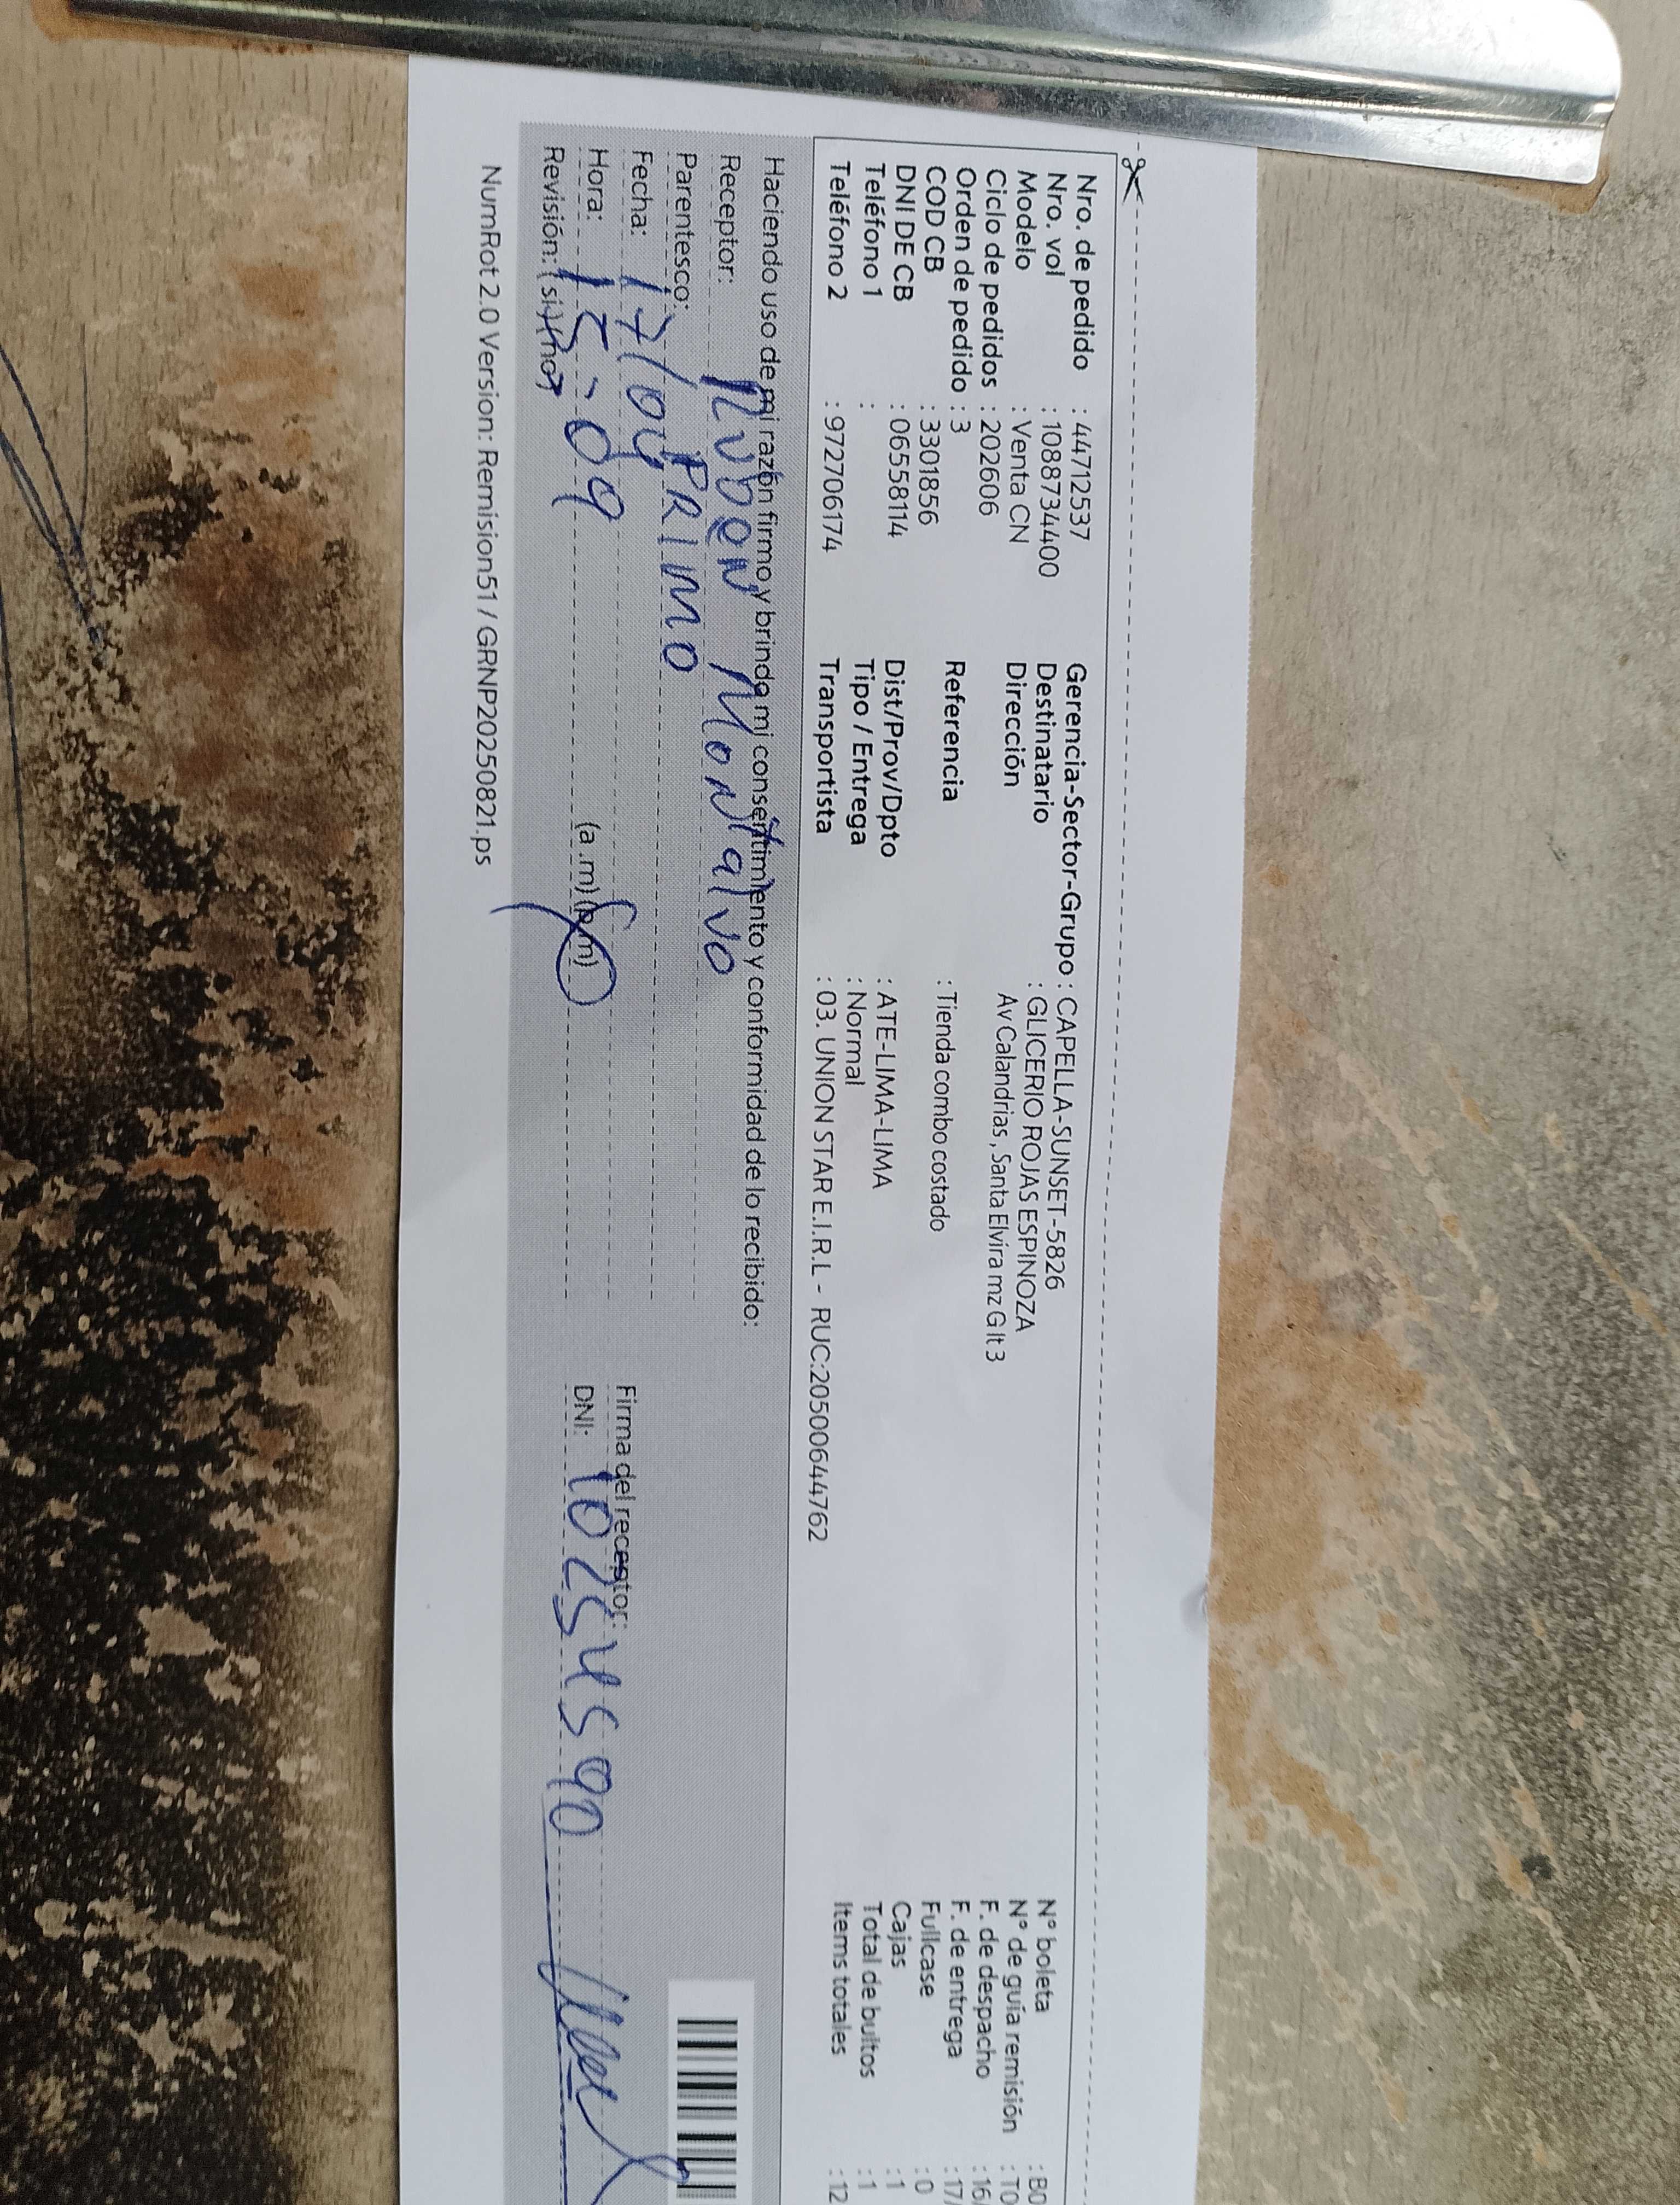 Nro. de pedido : 44712537
Nro. vol : 1088734400
Modelo : Venta CN
Ciclo de pedidos : 202606
Orden de pedido : 3
COD CB : 3301856
DNI DE CB : 06558114
Teléfono 1 :
Teléfono 2 : 972706174
Gerencia-Sector-Grupo : CAPELLA-SUNSET-5826
Destinatario : GLICERIO ROJAS ESPINOZA
Dirección : Av Calandrias , Santa Elvira mz G lt 3
Referencia : Tienda combo costado
Dist/Prov/Dpto : ATE-LIMA-LIMA
Tipo / Entrega : Normal
Transportista : 03. UNION STAR E.I.R.L - RUC:20500644762
N° boleta : B0
N° de guía remisión : T0
F. de despacho : 16/
F. de entrega : 17/
Fullcase : 0
Cajas : 1
Total de bultos : 1
Items totales : 12
Haciendo uso de mi razón firmo y brindo mi consentimiento y conformidad de lo recibido:
Receptor: Ruben Montalvo
Parentesco: PRIMO
Fecha: 17/04
Hora: 15:09 (a .m) (p.m)
Revisión: ( si ) ( no )
Firma del receptor:
DNI:
NumRot 2.0 Version: Remision51 / GRNP20250821.ps